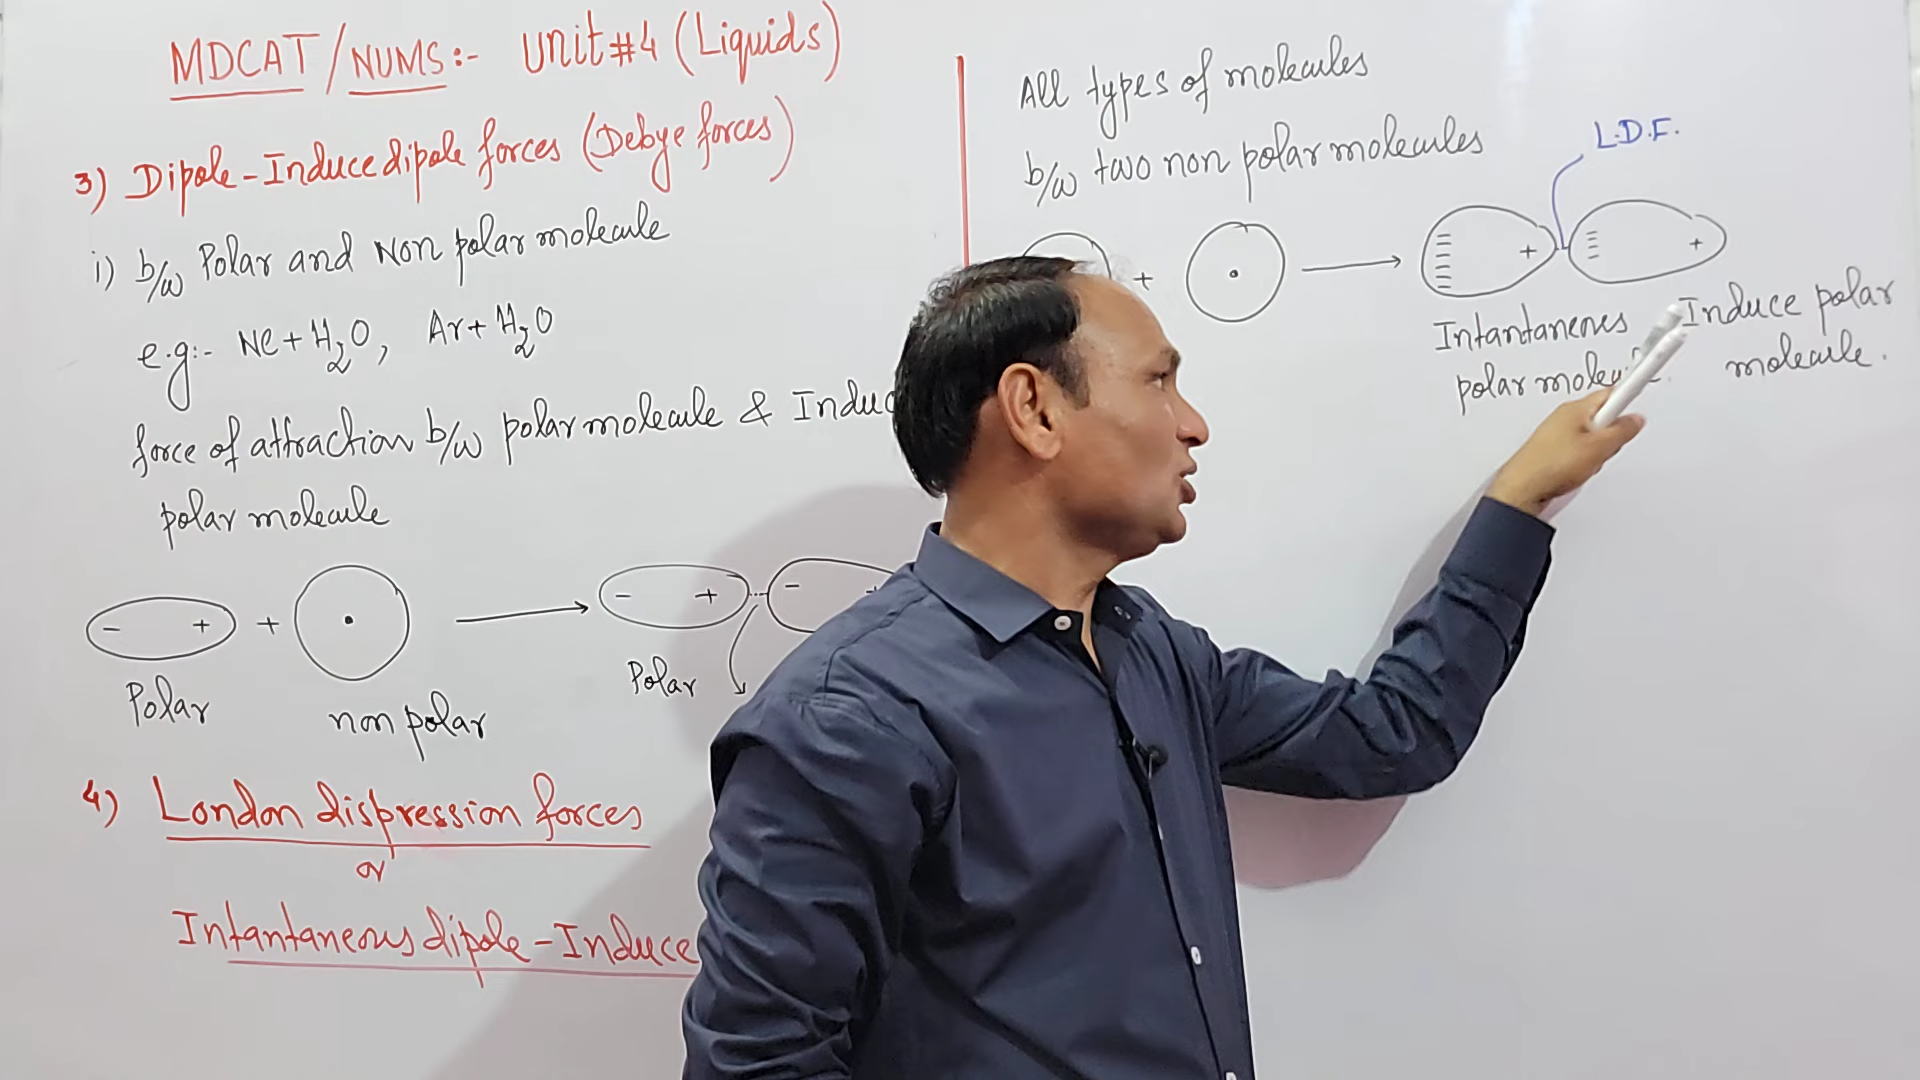 MDCAT/NUMS:- Unit#4 (Liquids)
3) Dipole-Induce dipole forces (Debye forces)
i) b/w Polar and Non polar molecule
e.g:- Ne+H2O, Ar+H2O
force of attraction b/w polar molecule & Induc
polar molecule
- + + - + - +
Polar non polar Polar
4) London dispression forces
or
Intantaneous dipole-Induce
All types of molecules
b/w two non polar molecules
L.D.F.
+ + +
Intantaneous Induce polar
polar molecule. molecule.